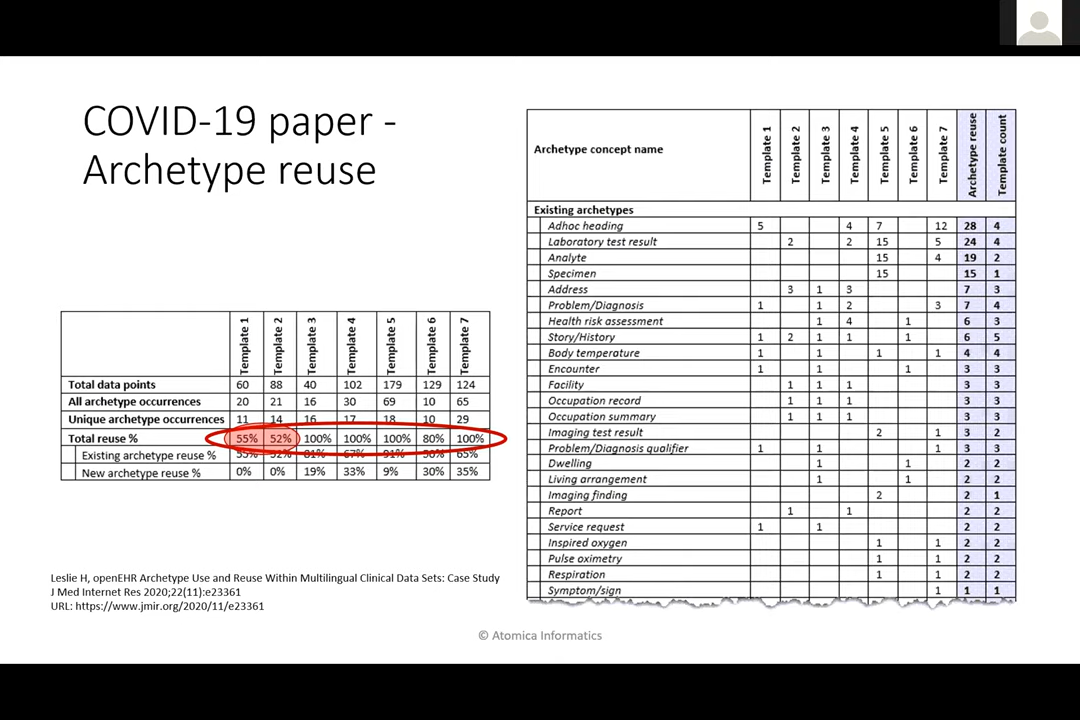 COVID-19 paper -
Archetype reuse
Template 1 Template 2 Template 3 Template 4 Template 5 Template 6 Template 7
Total data points 60 88 40 102 179 129 124
All archetype occurrences 20 21 16 30 69 10 65
Unique archetype occurrences 11 14 16 17 18 10 29
Total reuse % 55% 52% 100% 100% 100% 80% 100%
Existing archetype reuse % 55% 52% 81% 67% 91% 50% 65%
New archetype reuse % 0% 0% 19% 33% 9% 30% 35%
Leslie H, openEHR Archetype Use and Reuse Within Multilingual Clinical Data Sets: Case Study
J Med Internet Res 2020;22(11):e23361
URL: https://www.jmir.org/2020/11/e23361
Archetype concept name Template 1 Template 2 Template 3 Template 4 Template 5 Template 6 Template 7 Archetype reuse Template count
Existing archetypes
Adhoc heading 5 4 7 12 28 4
Laboratory test result 2 2 15 5 24 4
Analyte 15 4 19 2
Specimen 15 15 1
Address 3 1 3 7 3
Problem/Diagnosis 1 1 2 3 7 4
Health risk assessment 1 4 1 6 3
Story/History 1 2 1 1 1 6 5
Body temperature 1 1 1 1 4 4
Encounter 1 1 1 3 3
Facility 1 1 1 3 3
Occupation record 1 1 1 3 3
Occupation summary 1 1 1 3 3
Imaging test result 2 1 3 2
Problem/Diagnosis qualifier 1 1 1 3 3
Dwelling 1 1 2 2
Living arrangement 1 1 2 2
Imaging finding 2 2 1
Report 1 1 2 2
Service request 1 1 2 2
Inspired oxygen 1 1 2 2
Pulse oximetry 1 1 2 2
Respiration 1 1 2 2
Symptom/sign 1 1 1
© Atomica Informatics